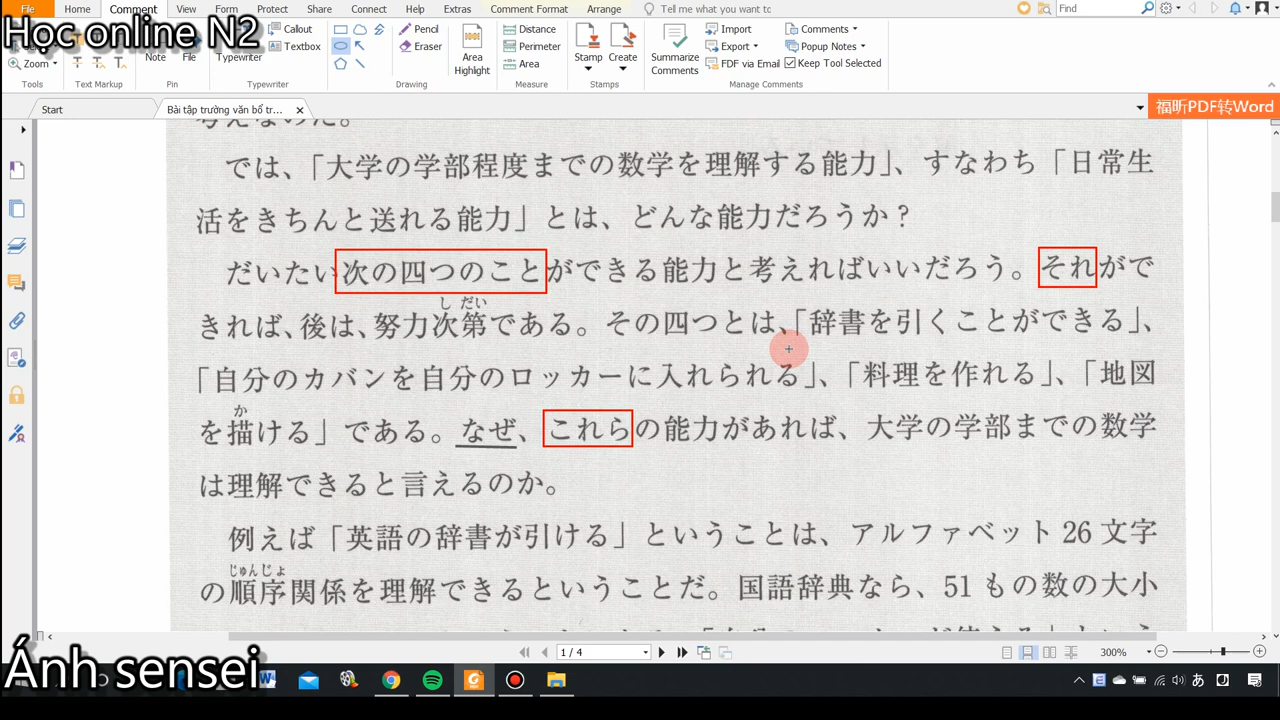 File Home Comment View Form Protect Share Connect Help Extras Comment Format Arrange Tell me what you want to Find
Học online N2
Callout
Textbox
Pencil
Eraser
Distance
Perimeter
Area
Import
Export
FDF via Email
Comments
Popup Notes
Keep Tool Selected
Zoom
Typewriter
Note
File
Area Highlight
Stamp
Create
Summarize Comments
Tools Text Markup Pin Typewriter Drawing Measure Stamps Manage Comments
Start
Bài tập trường văn bổ tr...
福昕PDF转Word
考えなのだ。
では、「大学の学部程度までの数学を理解する能力」、すなわち「日常生
活をきちんと送れる能力」とは、どんな能力だろうか？
だいたい次の四つのことができる能力と考えればいいだろう。それがで
しだい
きれば、後は、努力次第である。その四つとは、「辞書を引くことができる」、
「自分のカバンを自分のロッカーに入れられる」、「料理を作れる」、「地図
か
を描ける」である。なぜ、これらの能力があれば、大学の学部までの数学
は理解できると言えるのか。
例えば「英語の辞書が引ける」ということは、アルファベット26文字
じゅんじょ
の順序関係を理解できるということだ。国語辞典なら、51もの数の大小
1 / 4
300%
Ánh sensei